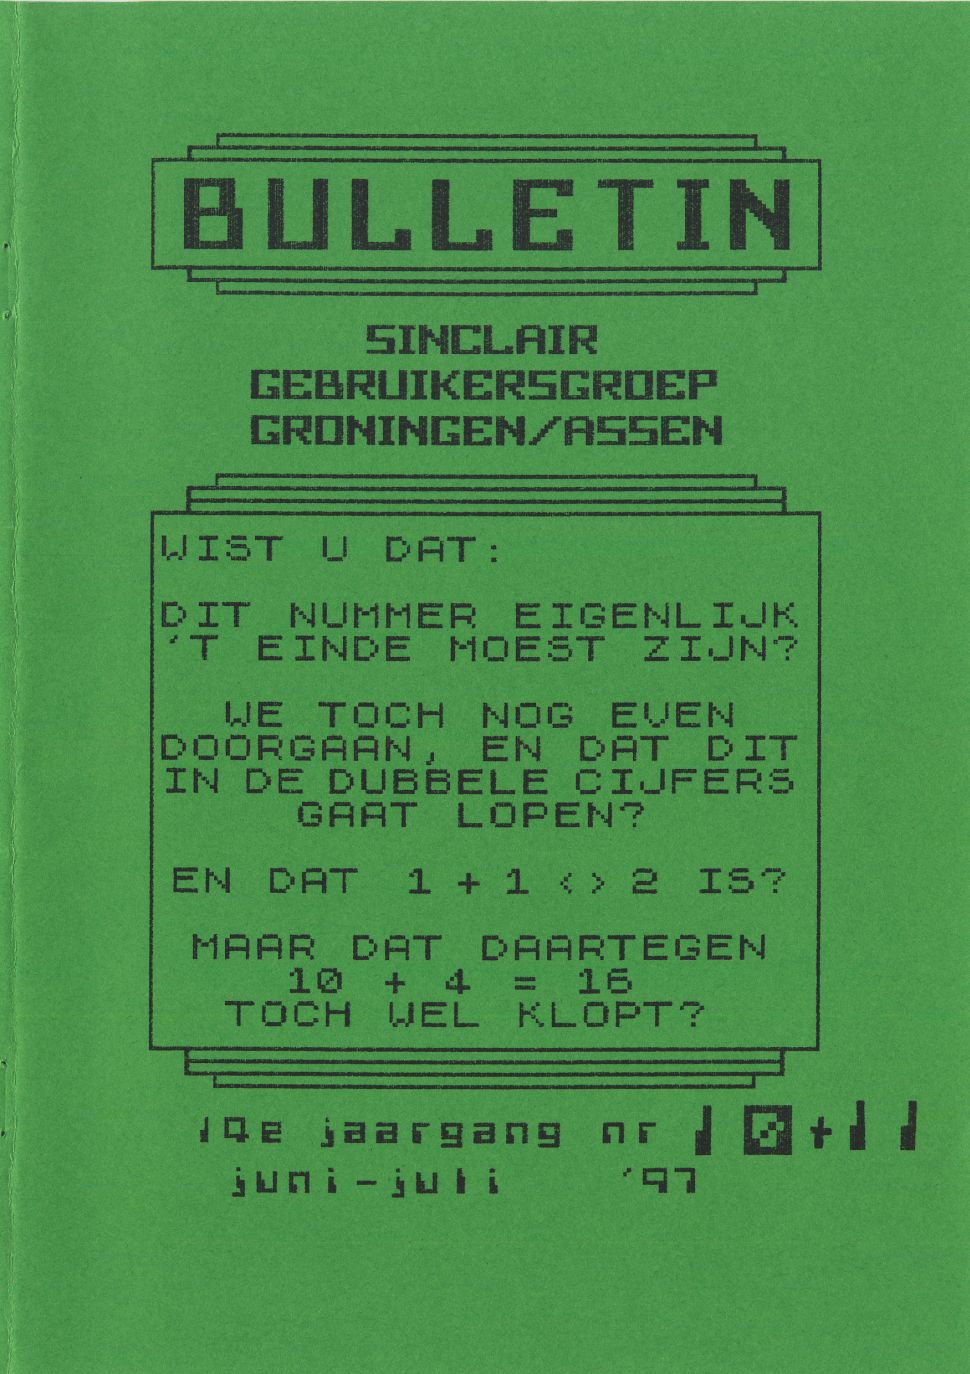 BULLETIN
SINCLAIR
GEBRUIKERSGROEP
GRONINGEN/ASSEN
WIST U DAT:
DIT NUMMER EIGENLIJK
'T EINDE MOEST ZIJN?
WE TOCH NOG EVEN
DOORGAAN, EN DAT DIT
IN DE DUBBELE CIJFERS
GAAT LOPEN?
EN DAT 1 + 1 <> 2 IS?
MAAR DAT DAARTEGEN
10 + 4 = 16
TOCH WEL KLOPT?
14e jaargang nr 10+11
juni-juli '97